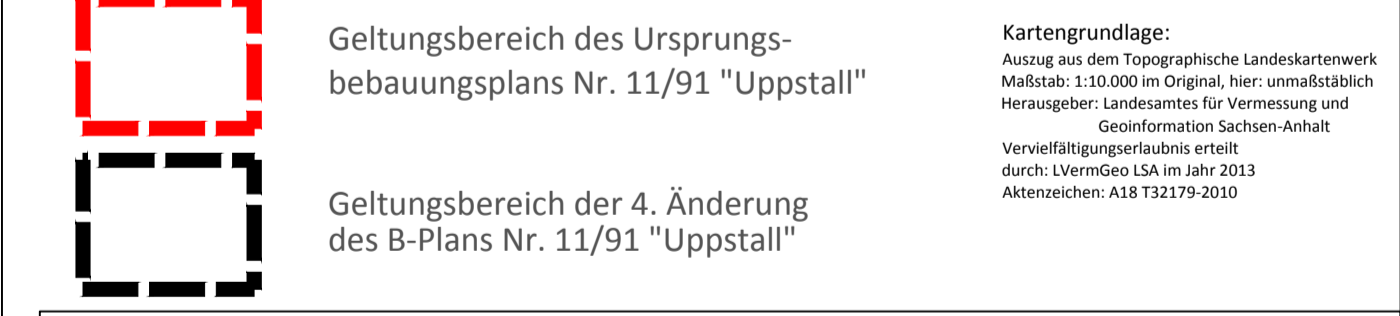 Geltungsbereich des Ursprungs-
bebauungsplans Nr. 11/91 "Uppstall"
Geltungsbereich der 4. Änderung
des B-Plans Nr. 11/91 "Uppstall"
Kartengrundlage:
Auszug aus dem Topographische Landeskartenwerk
Maßstab: 1:10.000 im Original, hier: unmaßstäblich
Herausgeber: Landesamtes für Vermessung und
Geoinformation Sachsen-Anhalt
Vervielfältigungserlaubnis erteilt
durch: LVermGeo LSA im Jahr 2013
Aktenzeichen: A18 T32179-2010